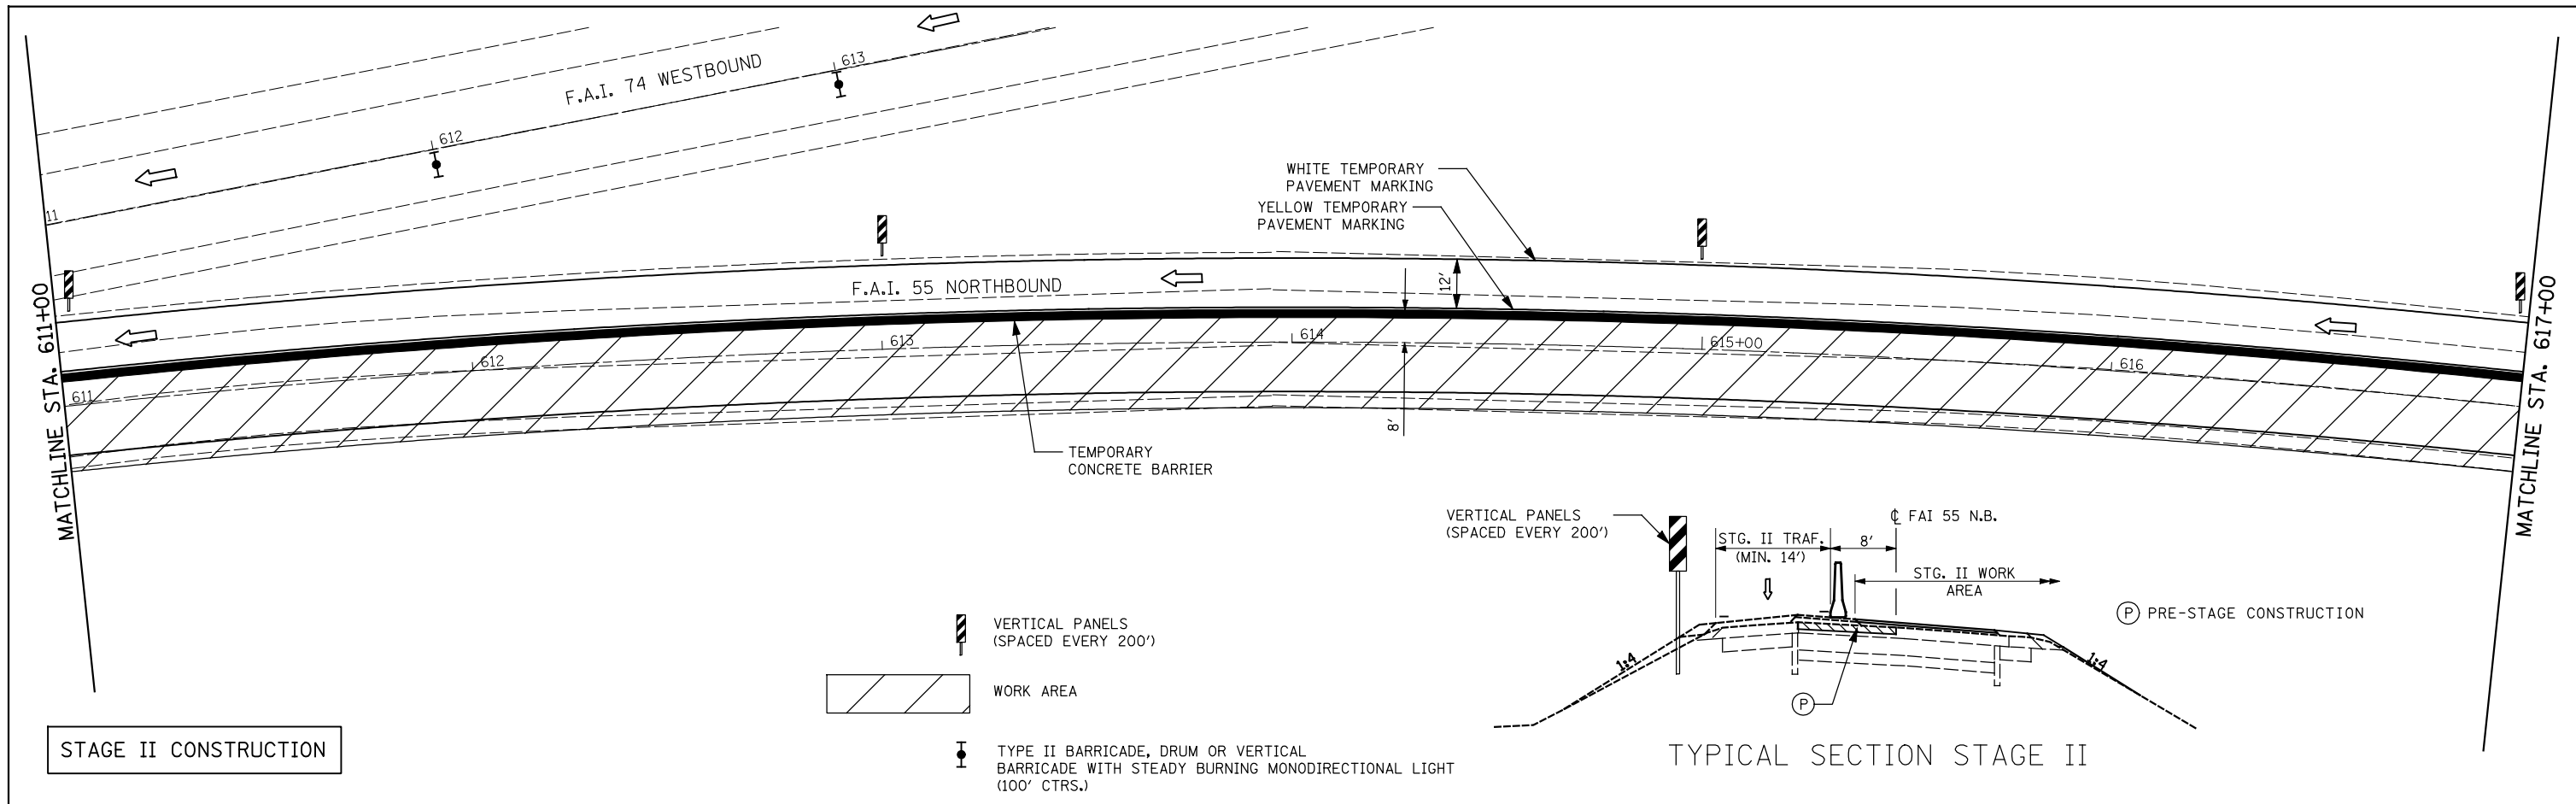 F.A.I. 74 WESTBOUND
613
612
11
WHITE TEMPORARY
PAVEMENT MARKING
YELLOW TEMPORARY
PAVEMENT MARKING
F.A.I. 55 NORTHBOUND
12'
8'
611
612
613
614
615+00
616
MATCHLINE STA. 611+00
MATCHLINE STA. 617+00
TEMPORARY
CONCRETE BARRIER
VERTICAL PANELS
(SPACED EVERY 200')
℄ FAI 55 N.B.
STG. II TRAF.
(MIN. 14')
8'
STG. II WORK
AREA
P PRE-STAGE CONSTRUCTION
1:4
1:4
P
TYPICAL SECTION STAGE II
VERTICAL PANELS
(SPACED EVERY 200')
WORK AREA
TYPE II BARRICADE, DRUM OR VERTICAL
BARRICADE WITH STEADY BURNING MONODIRECTIONAL LIGHT
(100' CTRS.)
STAGE II CONSTRUCTION